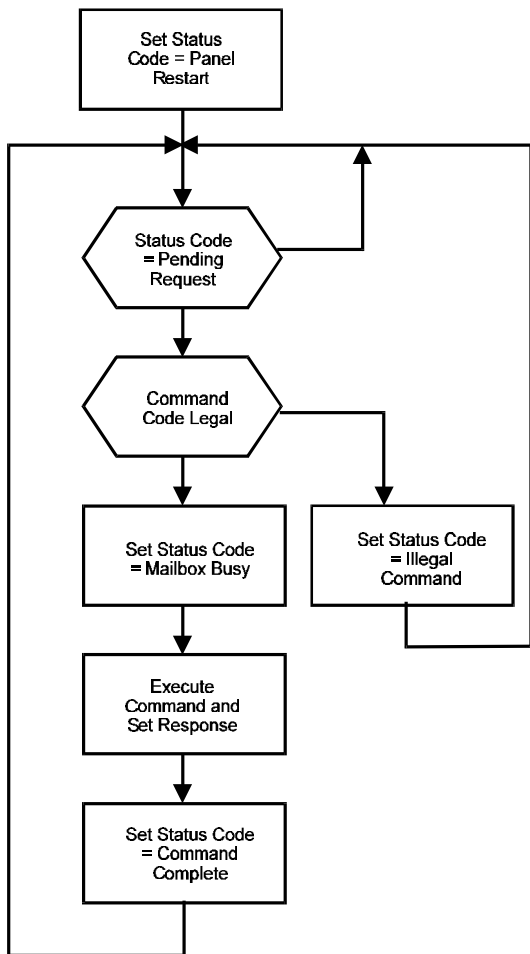 Set Status
Code = Panel
Restart
Status Code
= Pending
Request
Command
Code Legal
Set Status Code
= Mailbox Busy
Set Status Code
= Illegal
Command
Execute
Command and
Set Response
Set Status Code
= Command
Complete